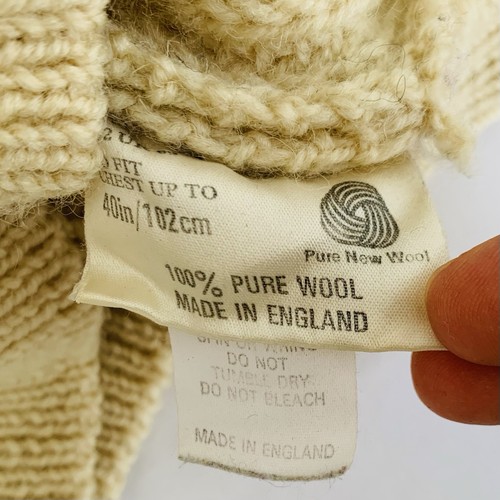 FIT
CHEST UP TO
40in/102cm
Pure New Wool
100% PURE WOOL
MADE IN ENGLAND
DO NOT
TUMBLE DRY
DO NOT BLEACH
MADE IN ENGLAND